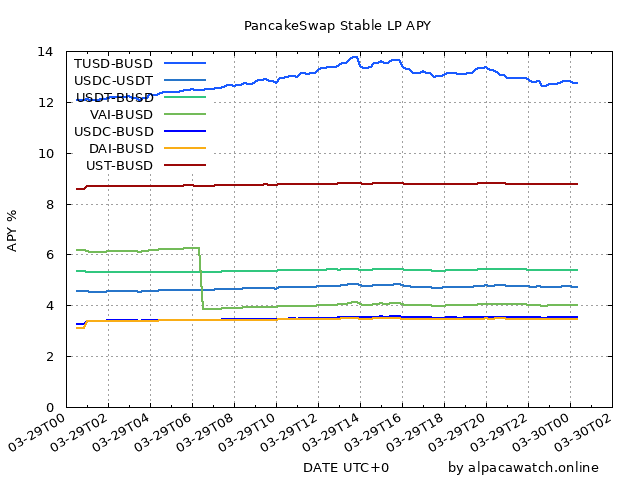 PancakeSwap Stable LP APY
APY %
14
12
10
8
6
4
2
0
TUSD-BUSD
USDC-USDT
USDT-BUSD
VAI-BUSD
USDC-BUSD
DAI-BUSD
UST-BUSD
03-29T00
03-29T02
03-29T04
03-29T06
03-29T08
03-29T10
03-29T12
03-29T14
03-29T16
03-29T18
03-29T20
03-29T22
03-30T00
03-30T02
DATE UTC+0
by alpacawatch.online